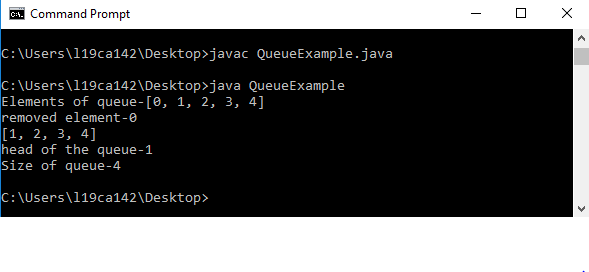 Command Prompt
C:\Users\l19ca142\Desktop>javac QueueExample.java
C:\Users\l19ca142\Desktop>java QueueExample
Elements of queue-[0, 1, 2, 3, 4]
removed element-0
[1, 2, 3, 4]
head of the queue-1
Size of queue-4
C:\Users\l19ca142\Desktop>